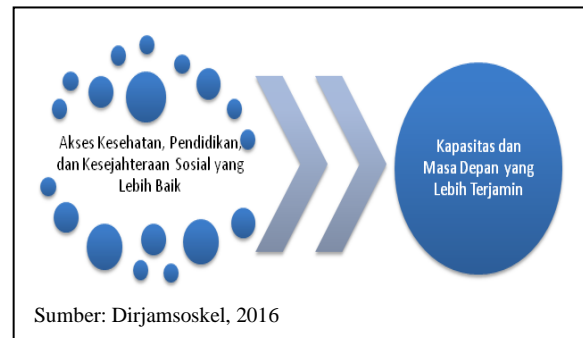 Akses Kesehatan, Pendidikan,
dan Kesejahteraan Sosial yang
Lebih Baik
Kapasitas dan
Masa Depan yang
Lebih Terjamin
Sumber: Dirjamsoskel, 2016